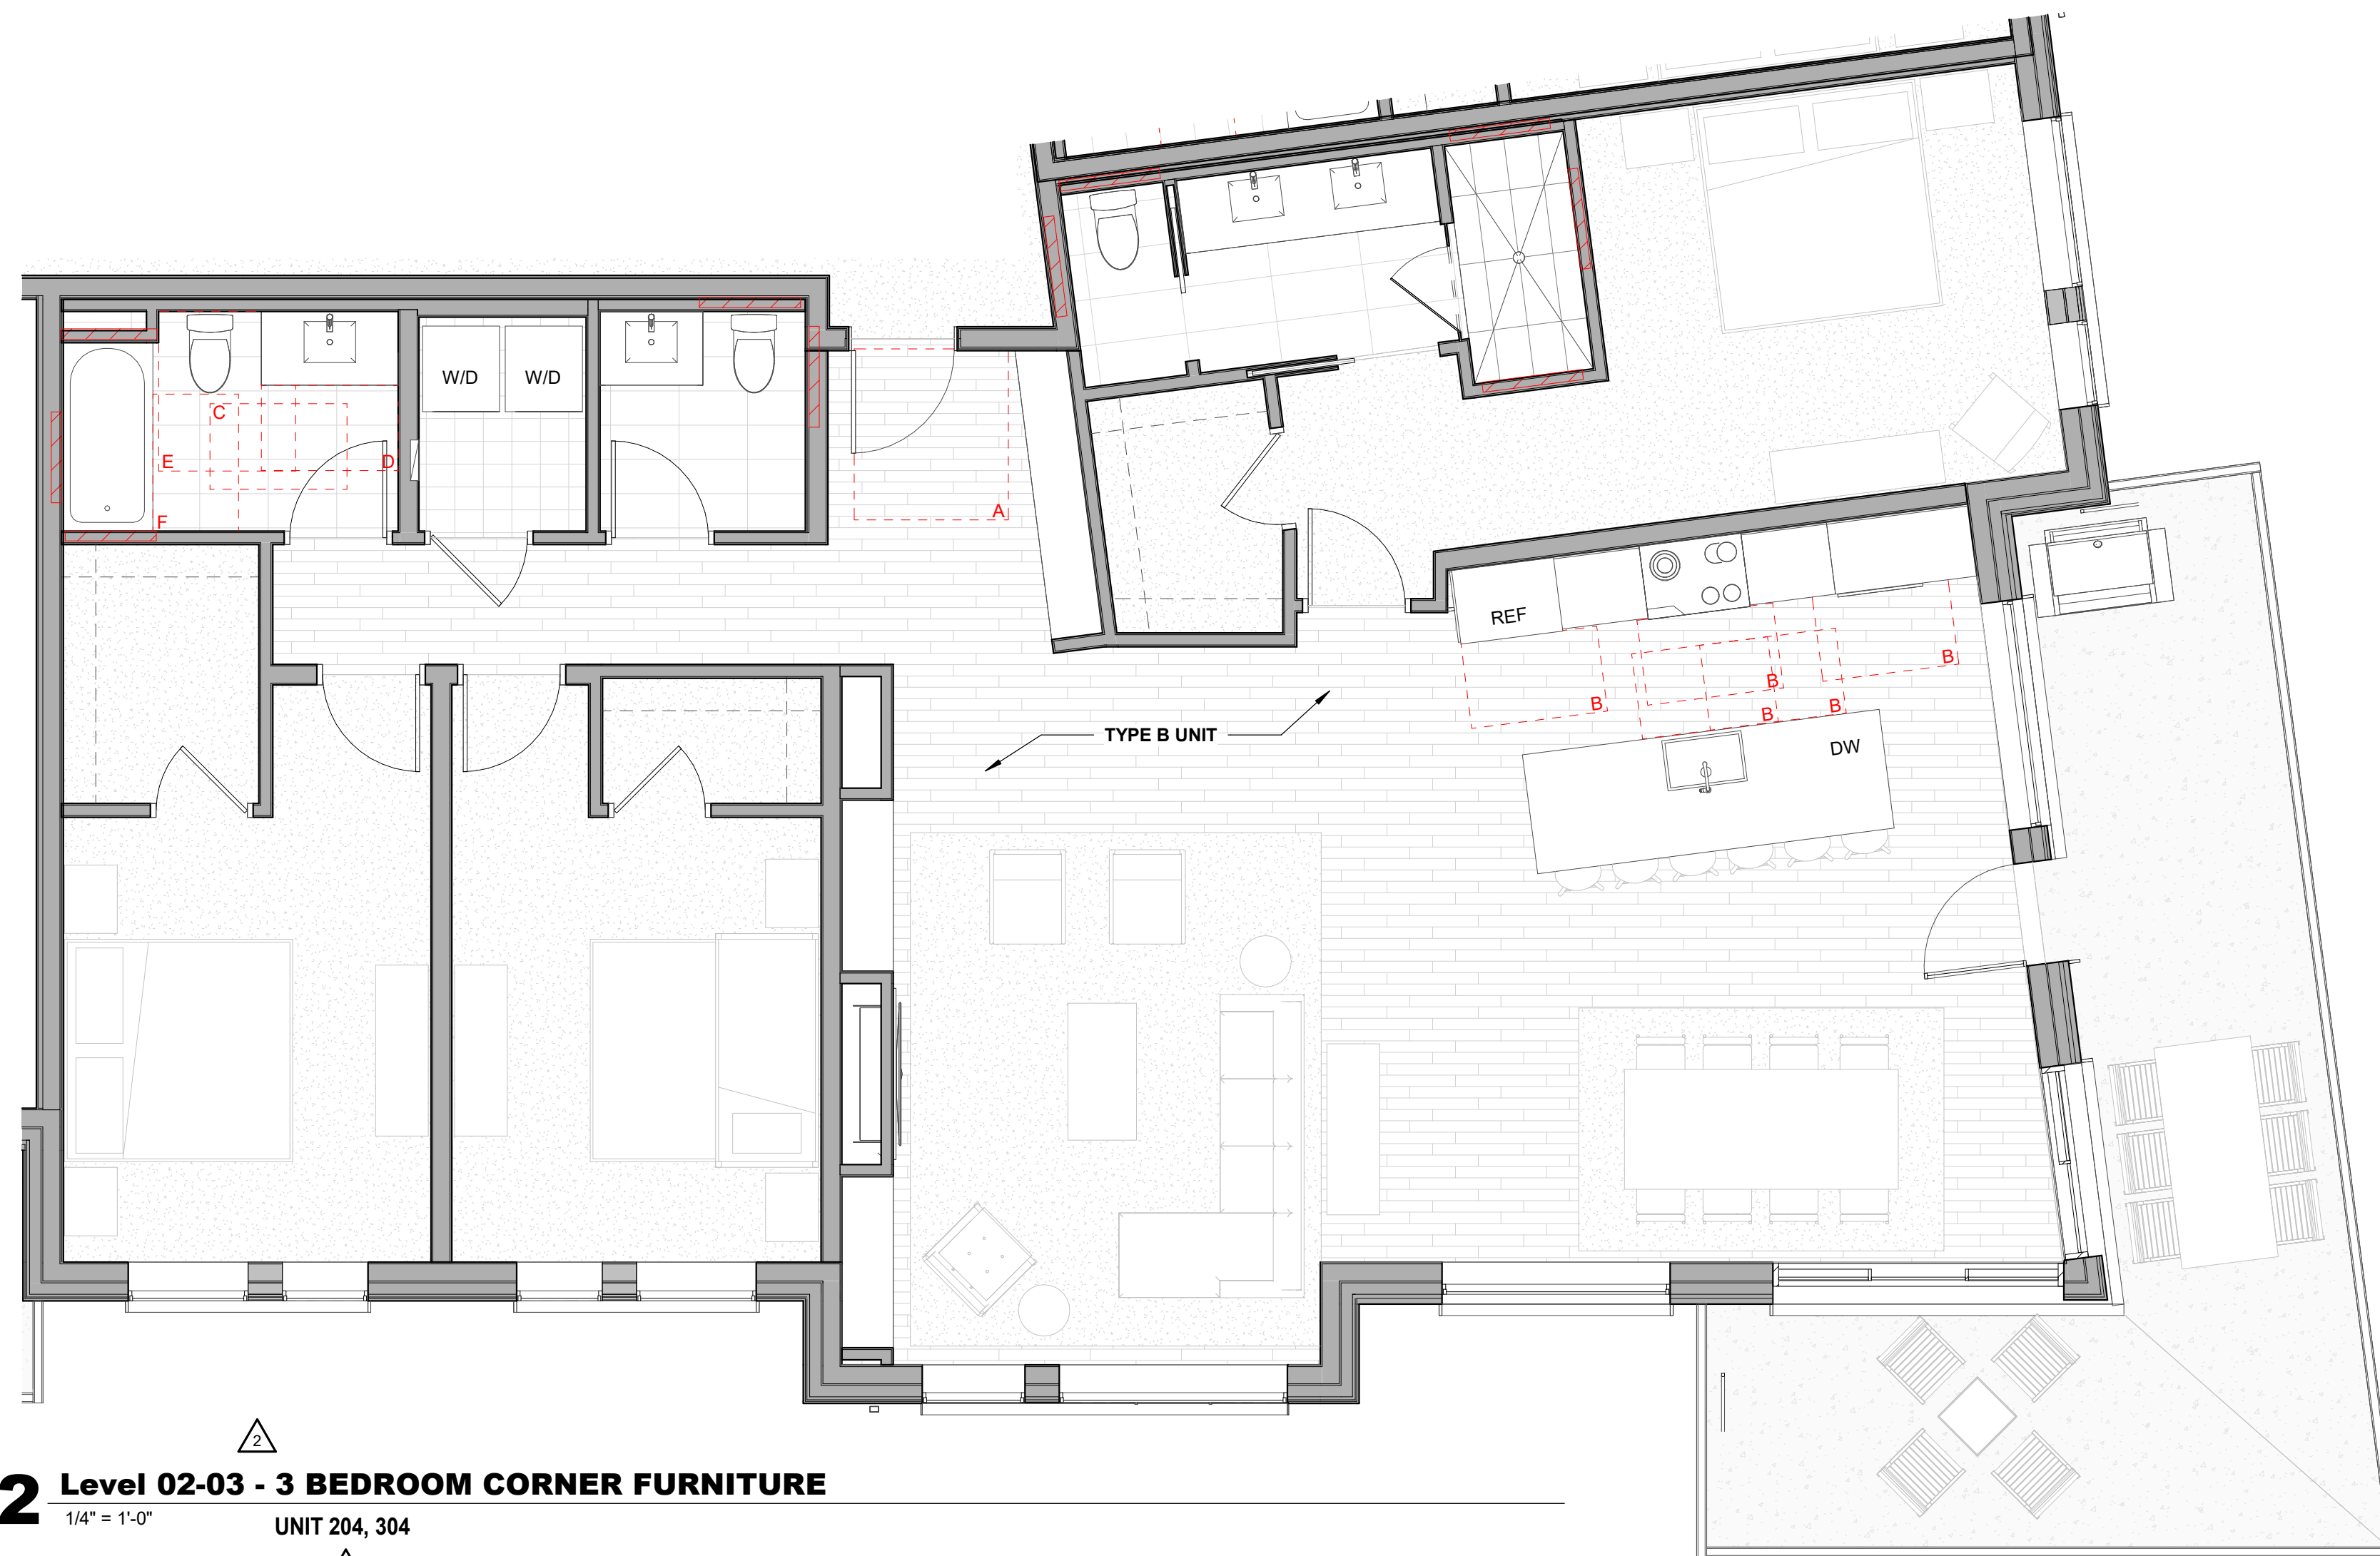 W/D
W/D
C
E
D
F
A
REF
B
B
B
B
B
TYPE B UNIT
DW
2
2
Level 02-03 - 3 BEDROOM CORNER FURNITURE
1/4" = 1'-0"
UNIT 204, 304